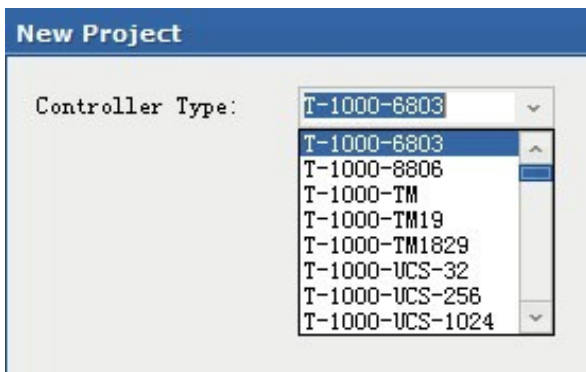 New Project
Controller Type: T-1000-6803
T-1000-6803
T-1000-8806
T-1000-TM
T-1000-TM19
T-1000-TM1829
T-1000-UCS-32
T-1000-UCS-256
T-1000-UCS-1024